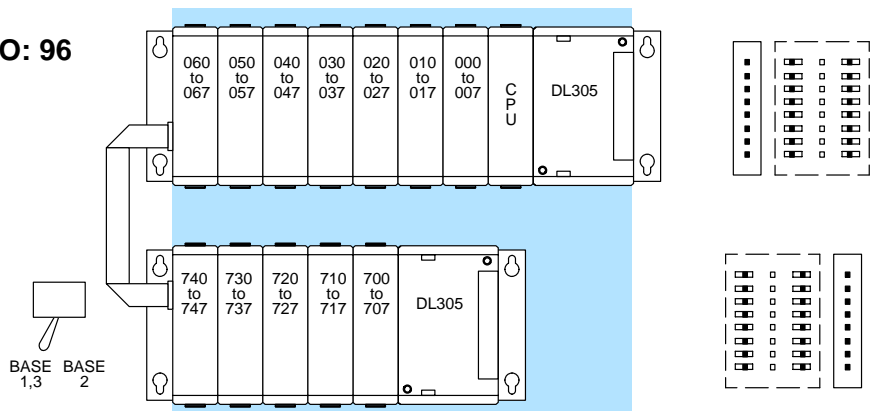 O: 96
060 to 067
050 to 057
040 to 047
030 to 037
020 to 027
010 to 017
000 to 007
CPU
DL305
740 to 747
730 to 737
720 to 727
710 to 717
700 to 707
DL305
BASE 1,3
BASE 2